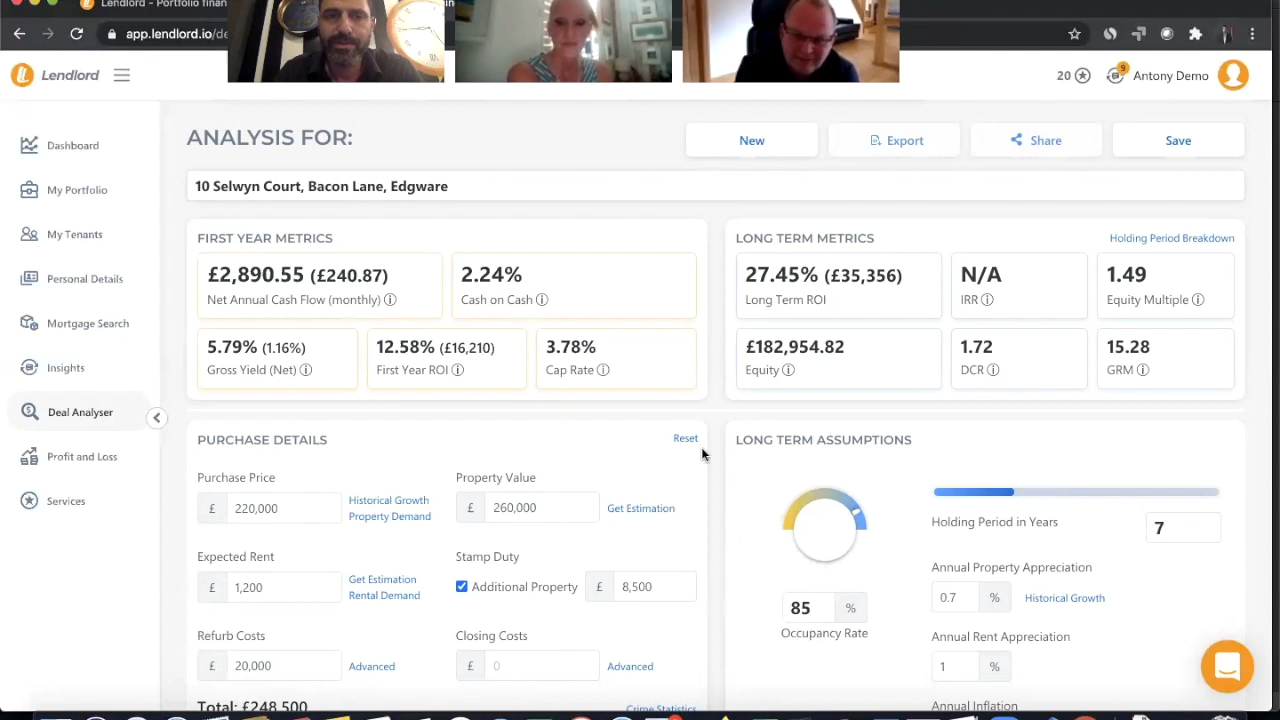 Lendlord - Portfolio finan
app.lendlord.io/de
Lendlord
20
9
Antony Demo
Dashboard
My Portfolio
My Tenants
Personal Details
Mortgage Search
Insights
Deal Analyser
Profit and Loss
Services
ANALYSIS FOR:
New
Export
Share
Save
10 Selwyn Court, Bacon Lane, Edgware
FIRST YEAR METRICS
£2,890.55 (£240.87)
Net Annual Cash Flow (monthly)
2.24%
Cash on Cash
5.79% (1.16%)
Gross Yield (Net)
12.58% (£16,210)
First Year ROI
3.78%
Cap Rate
LONG TERM METRICS
Holding Period Breakdown
27.45% (£35,356)
Long Term ROI
N/A
IRR
1.49
Equity Multiple
£182,954.82
Equity
1.72
DCR
15.28
GRM
PURCHASE DETAILS
Reset
Purchase Price
£ 220,000
Historical Growth
Property Demand
Property Value
£ 260,000
Get Estimation
Expected Rent
£ 1,200
Get Estimation
Rental Demand
Stamp Duty
Additional Property
£ 8,500
Refurb Costs
£ 20,000
Advanced
Closing Costs
£ 0
Advanced
Total: £248,500
Crime Statistics
LONG TERM ASSUMPTIONS
85 %
Occupancy Rate
Holding Period in Years
7
Annual Property Appreciation
0.7 %
Historical Growth
Annual Rent Appreciation
1 %
Annual Inflation